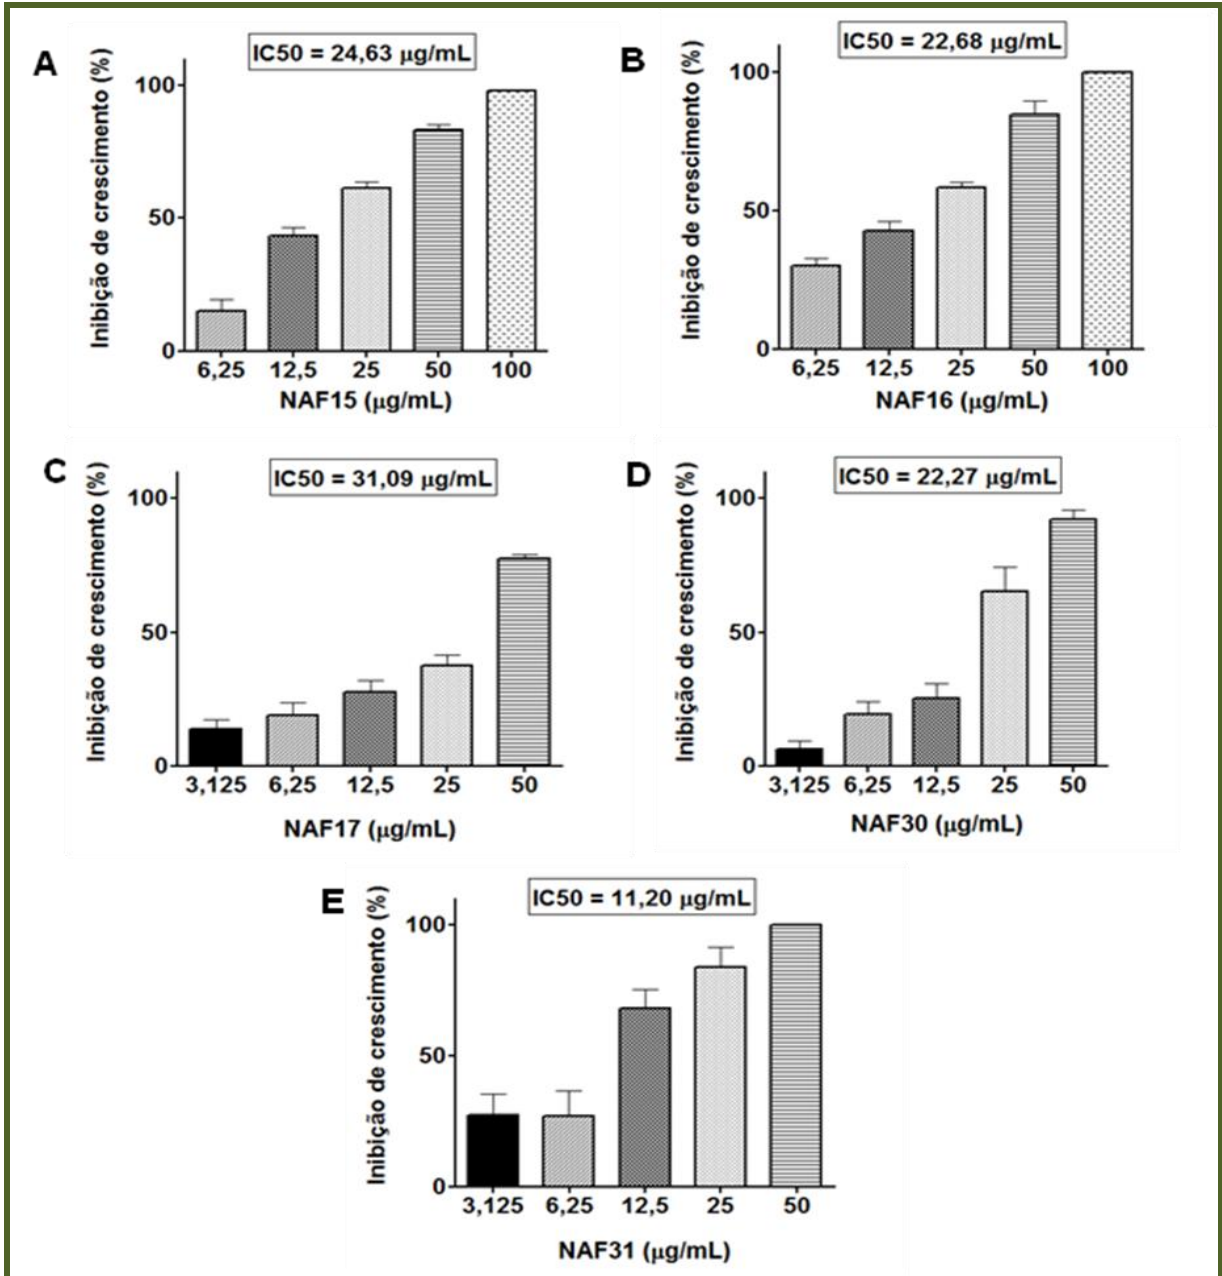 A
IC50 = 24,63 µg/mL
Inibição de crescimento (%)
100
50
0
6,25 12,5 25 50 100
NAF15 (µg/mL)
B
IC50 = 22,68 µg/mL
Inibição de crescimento (%)
100
50
0
6,25 12,5 25 50 100
NAF16 (µg/mL)
C
IC50 = 31,09 µg/mL
Inibição de crescimento (%)
100
50
0
3,125 6,25 12,5 25 50
NAF17 (µg/mL)
D
IC50 = 22,27 µg/mL
Inibição de crescimento (%)
100
50
0
3,125 6,25 12,5 25 50
NAF30 (µg/mL)
E
IC50 = 11,20 µg/mL
Inibição de crescimento (%)
100
50
0
3,125 6,25 12,5 25 50
NAF31 (µg/mL)